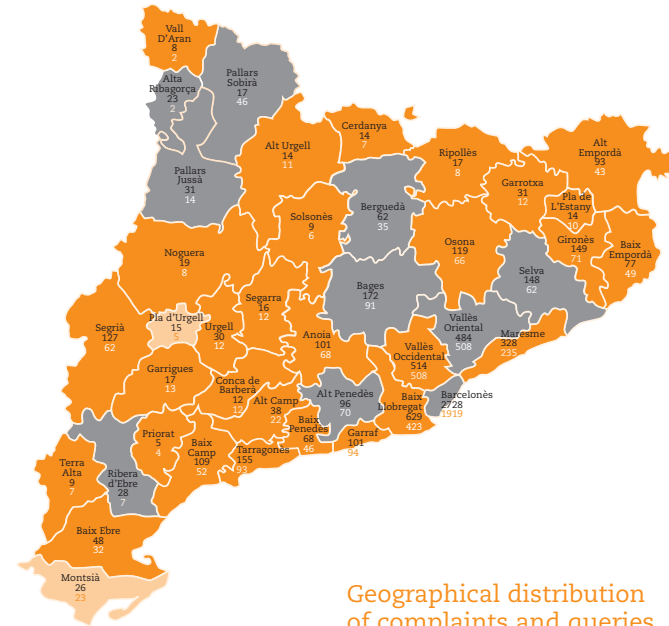 Vall
D'Aran
8
2
Alta
Ribagorça
23
2
Pallars
Sobirà
17
46
Pallars
Jussà
31
14
Alt Urgell
14
11
Cerdanya
14
7
Ripollès
17
8
Alt
Empordà
93
43
Garrotxa
31
12
Pla de
L'Estany
14
10
Gironès
149
71
Baix
Empordà
77
49
Berguedà
62
35
Solsonès
9
6
Osona
119
66
Selva
148
62
Noguera
19
8
Bages
172
91
Segarra
16
12
Segrià
127
62
Pla d'Urgell
15
5
Urgell
30
12
Anoia
101
68
Vallès
Oriental
484
508
Maresme
328
235
Vallès
Occidental
514
508
Garrigues
17
13
Conca de
Barberà
12
12
Alt Camp
38
22
Alt Penedès
96
70
Baix
Llobregat
629
423
Barcelonès
2728
1919
Baix
Penedès
68
46
Garraf
101
94
Priorat
5
4
Baix
Camp
109
52
Tarragonès
155
93
Terra
Alta
9
7
Ribera
d'Ebre
28
7
Baix Ebre
48
32
Montsià
26
23
Geographical distribution
of complaints and queries